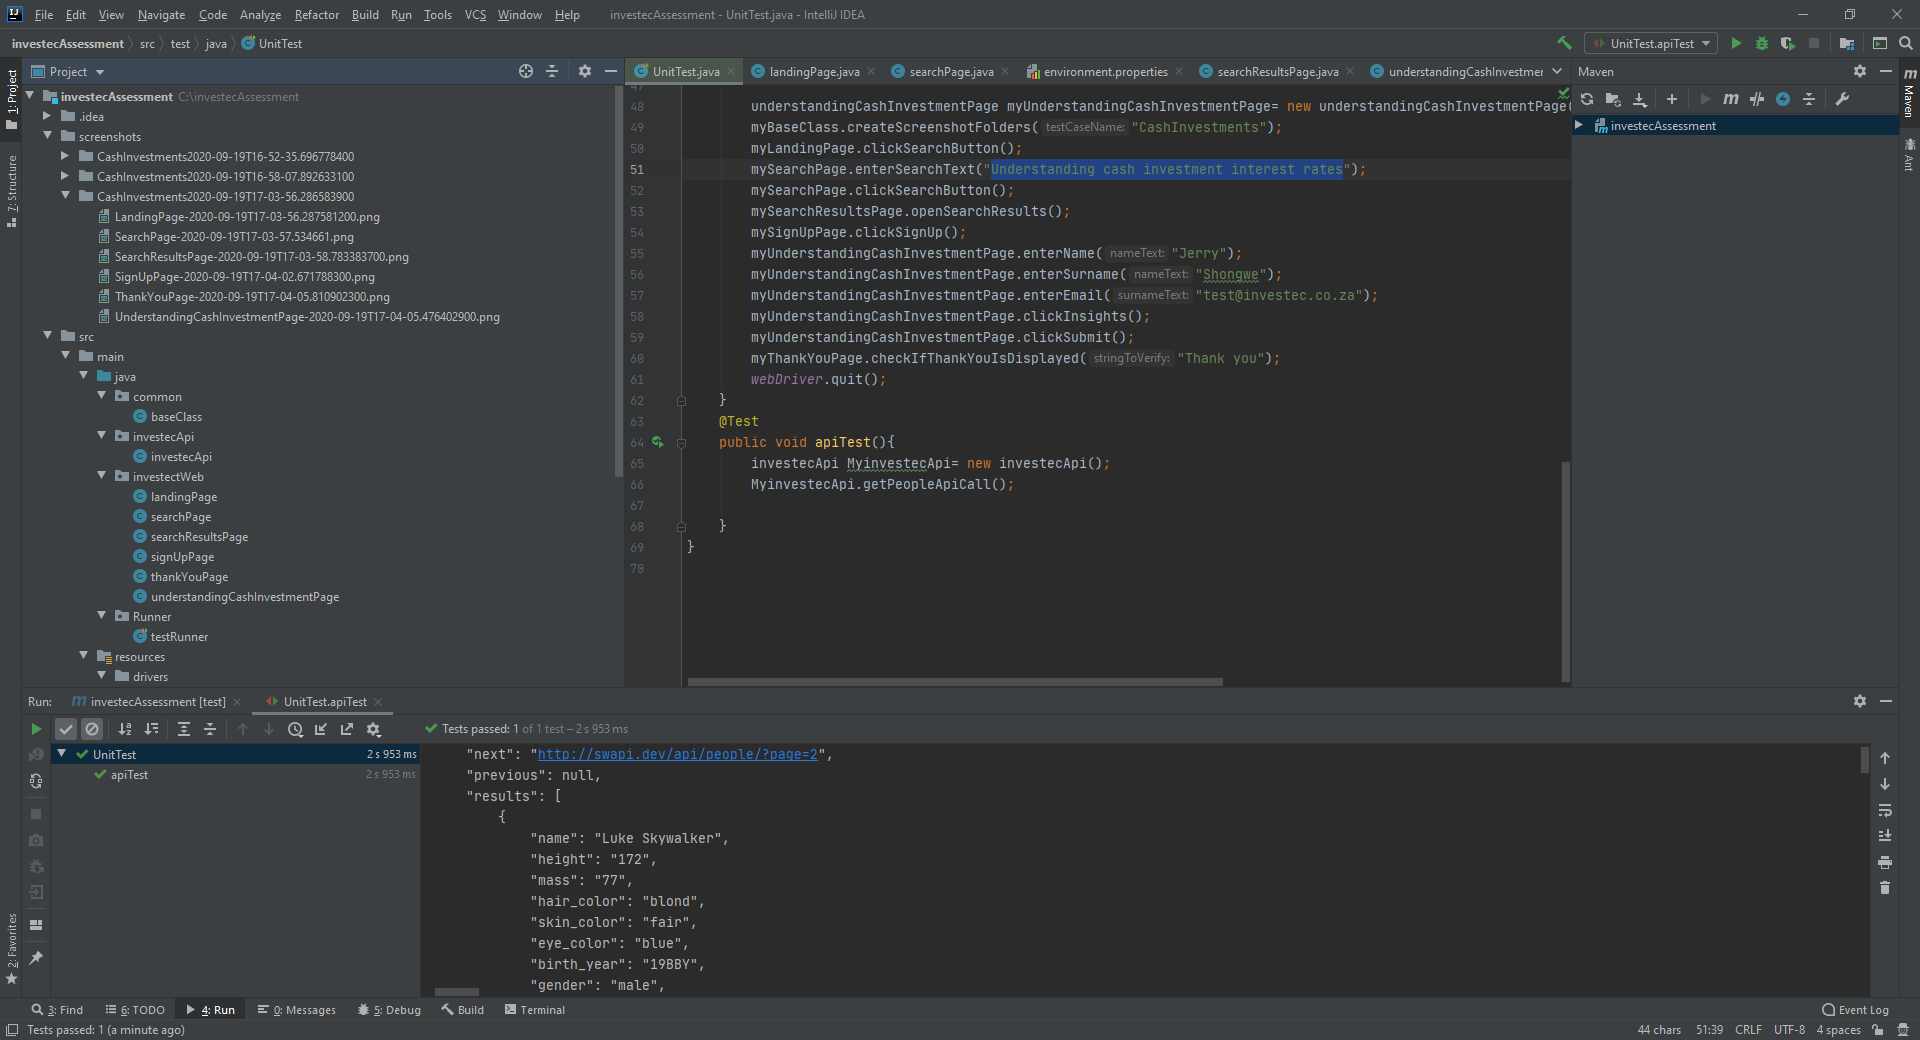 File Edit View Navigate Code Analyze Refactor Build Run Tools VCS Window Help investecAssessment - UnitTest.java - IntelliJ IDEA
investecAssessment src test java UnitTest UnitTest.apiTest
Project UnitTest.java landingPage.java searchPage.java environment.properties searchResultsPage.java understandingCashInvestmen Maven
1: Project
7: Structure
2: Favorites
Maven
Ant
investecAssessment C:\investecAssessment
.idea
screenshots
CashInvestments2020-09-19T16-52-35.696778400
CashInvestments2020-09-19T16-58-07.892633100
CashInvestments2020-09-19T17-03-56.286583900
LandingPage-2020-09-19T17-03-56.287581200.png
SearchPage-2020-09-19T17-03-57.534661.png
SearchResultsPage-2020-09-19T17-03-58.783383700.png
SignUpPage-2020-09-19T17-04-02.671788300.png
ThankYouPage-2020-09-19T17-04-05.810902300.png
UnderstandingCashInvestmentPage-2020-09-19T17-04-05.476402900.png
src
main
java
common
baseClass
investecApi
investecApi
investectWeb
landingPage
searchPage
searchResultsPage
signUpPage
thankYouPage
understandingCashInvestmentPage
Runner
testRunner
resources
drivers
47
48 understandingCashInvestmentPage myUnderstandingCashInvestmentPage= new understandingCashInvestmentPage(
49 myBaseClass.createScreenshotFolders( testCaseName: "CashInvestments");
50 myLandingPage.clickSearchButton();
51 mySearchPage.enterSearchText("Understanding cash investment interest rates");
52 mySearchPage.clickSearchButton();
53 mySearchResultsPage.openSearchResults();
54 mySignUpPage.clickSignUp();
55 myUnderstandingCashInvestmentPage.enterName( nameText: "Jerry");
56 myUnderstandingCashInvestmentPage.enterSurname( nameText: "Shongwe");
57 myUnderstandingCashInvestmentPage.enterEmail( surnameText: "test@investec.co.za");
58 myUnderstandingCashInvestmentPage.clickInsights();
59 myUnderstandingCashInvestmentPage.clickSubmit();
60 myThankYouPage.checkIfThankYouIsDisplayed( stringToVerify: "Thank you");
61 webDriver.quit();
62 }
63 @Test
64 public void apiTest(){
65 investecApi MyinvestecApi= new investecApi();
66 MyinvestecApi.getPeopleApiCall();
67
68 }
69 }
70
investecAssessment
Run: investecAssessment [test] UnitTest.apiTest
Tests passed: 1 of 1 test – 2 s 953 ms
UnitTest 2 s 953 ms
apiTest 2 s 953 ms
"next": "http://swapi.dev/api/people/?page=2",
"previous": null,
"results": [
{
"name": "Luke Skywalker",
"height": "172",
"mass": "77",
"hair_color": "blond",
"skin_color": "fair",
"eye_color": "blue",
"birth_year": "19BBY",
"gender": "male",
3: Find 6: TODO 4: Run 0: Messages 5: Debug Build Terminal Event Log
Tests passed: 1 (a minute ago) 44 chars 51:39 CRLF UTF-8 4 spaces